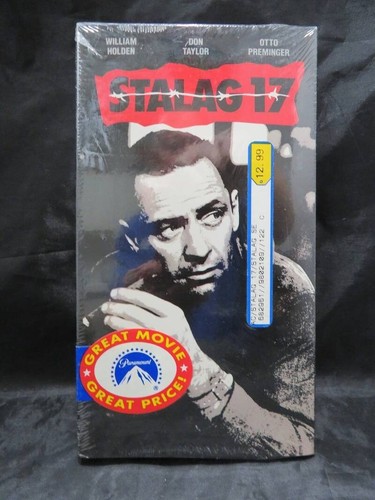 WILLIAM HOLDEN
DON TAYLOR
OTTO PREMINGER
STALAG 17
12.99
GREAT MOVIE
Paramount
GREAT PRICE!